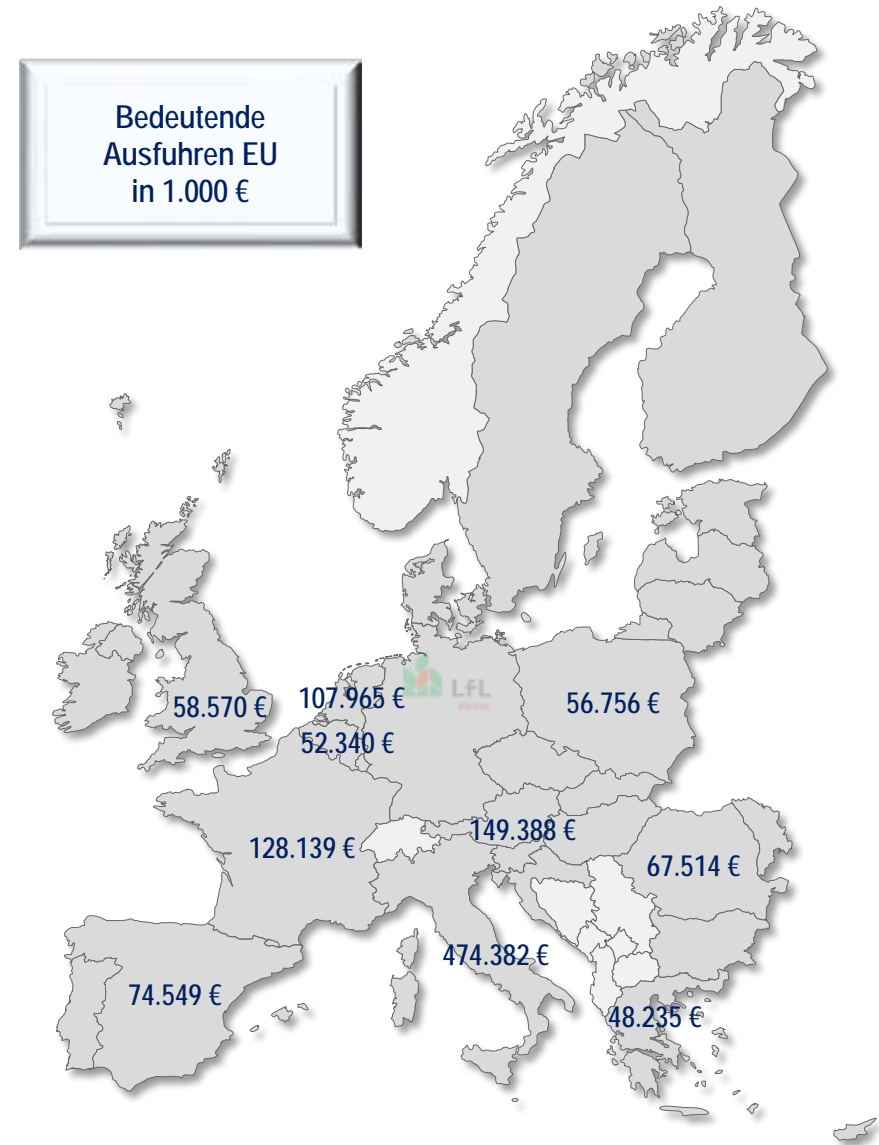 Bedeutende
Ausfuhren EU
in 1.000 €
LfL
Märkte
58.570 €
107.965 €
56.756 €
52.340 €
149.388 €
128.139 €
67.514 €
474.382 €
74.549 €
48.235 €